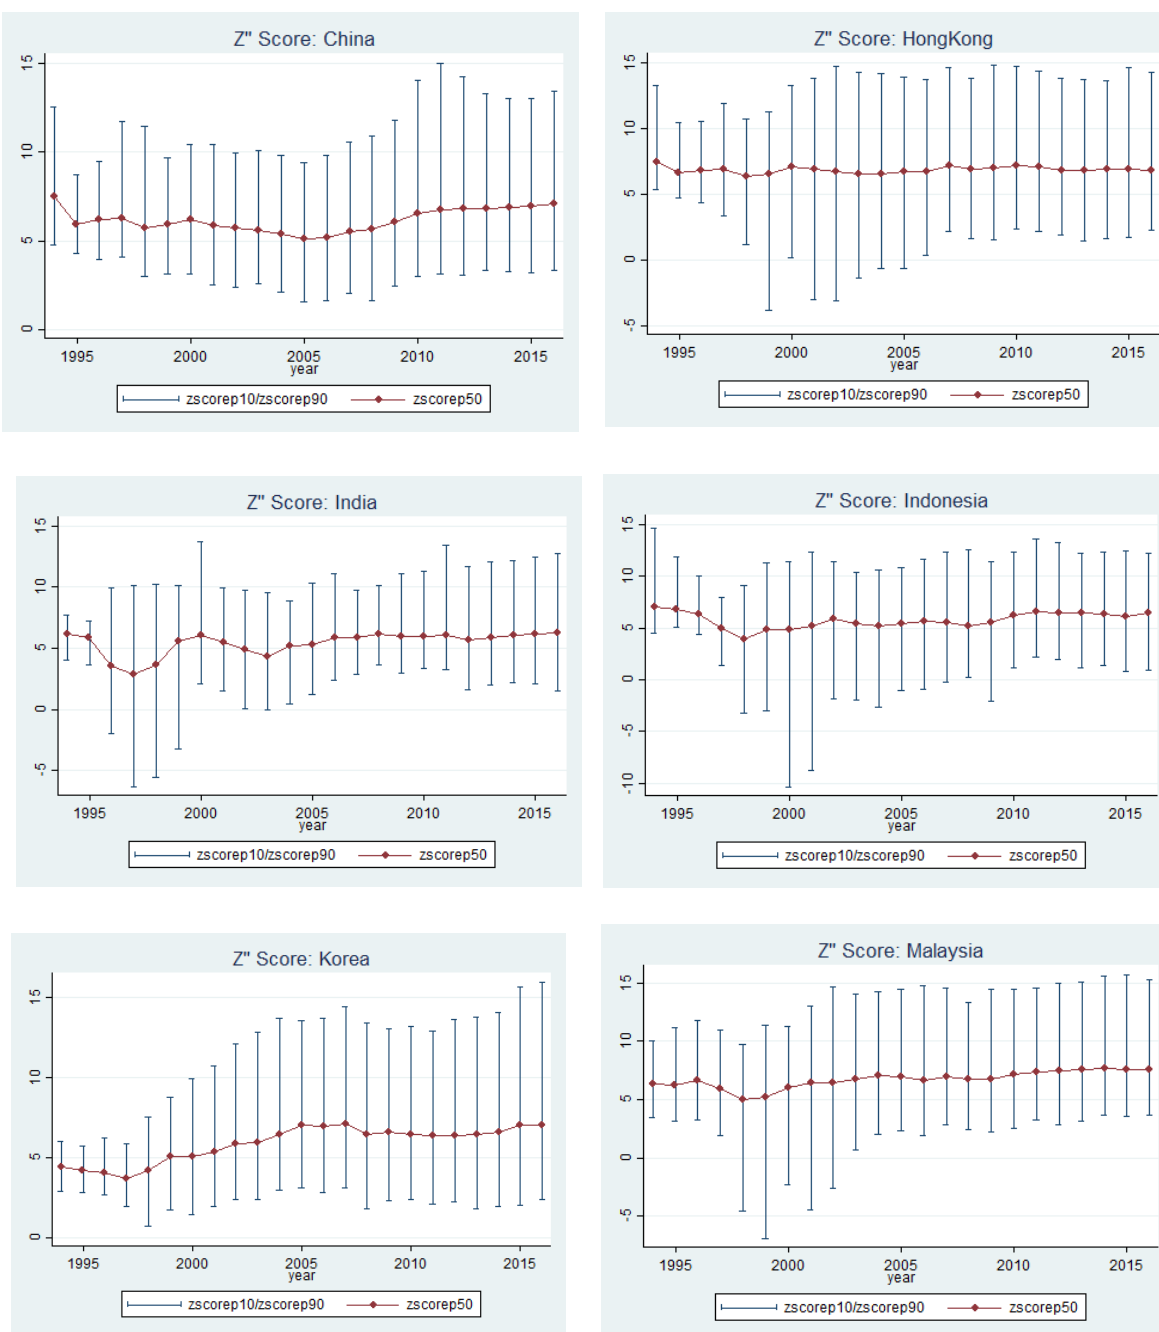 Z" Score: China
15
10
5
0
1995 2000 2005 2010 2015
year
zscorep10/zscorep90 zscorep50
Z" Score: HongKong
15
10
5
0
-5
1995 2000 2005 2010 2015
year
zscorep10/zscorep90 zscorep50
Z" Score: India
15
10
5
0
-5
1995 2000 2005 2010 2015
year
zscorep10/zscorep90 zscorep50
Z" Score: Indonesia
15
10
5
0
-5
-10
1995 2000 2005 2010 2015
year
zscorep10/zscorep90 zscorep50
Z" Score: Korea
15
10
5
0
1995 2000 2005 2010 2015
year
zscorep10/zscorep90 zscorep50
Z" Score: Malaysia
15
10
5
0
-5
1995 2000 2005 2010 2015
year
zscorep10/zscorep90 zscorep50